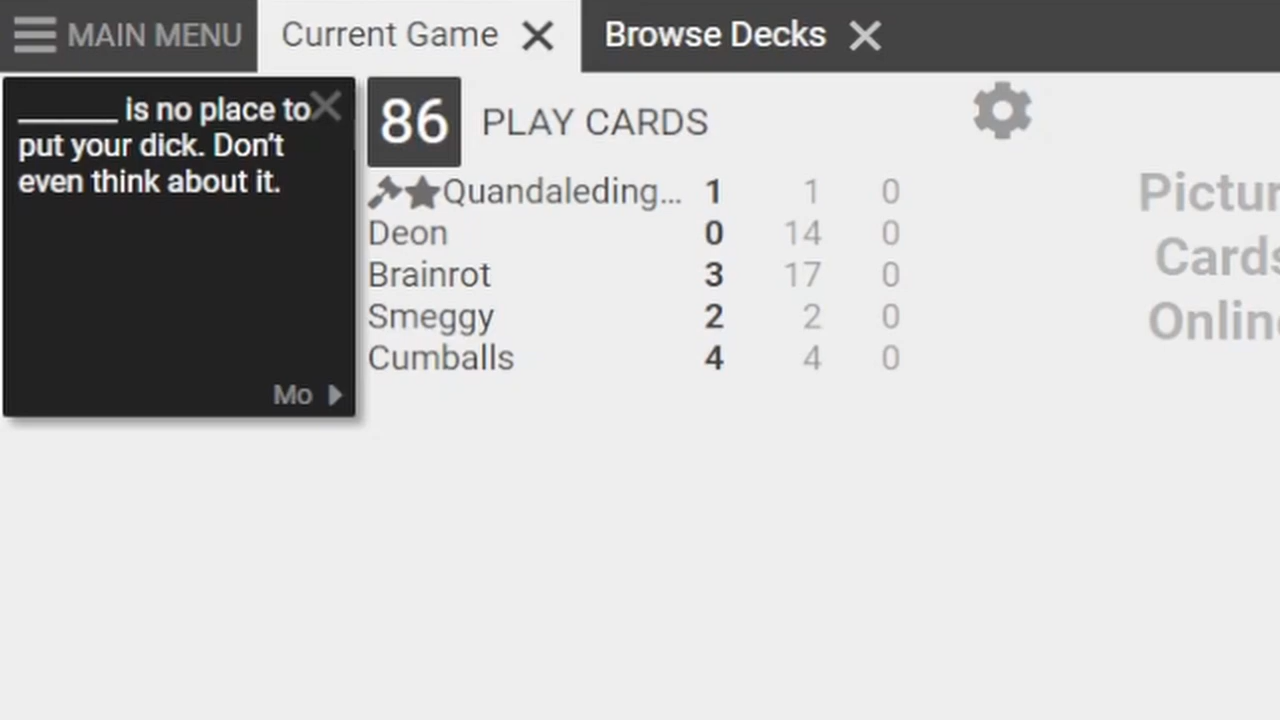 MAIN MENU
Current Game
Browse Decks
______ is no place to
put your dick. Don't
even think about it.
Mo
86
PLAY CARDS
Quandaleding... 1 1 0
Deon 0 14 0
Brainrot 3 17 0
Smeggy 2 2 0
Cumballs 4 4 0
Pictur
Cards
Online